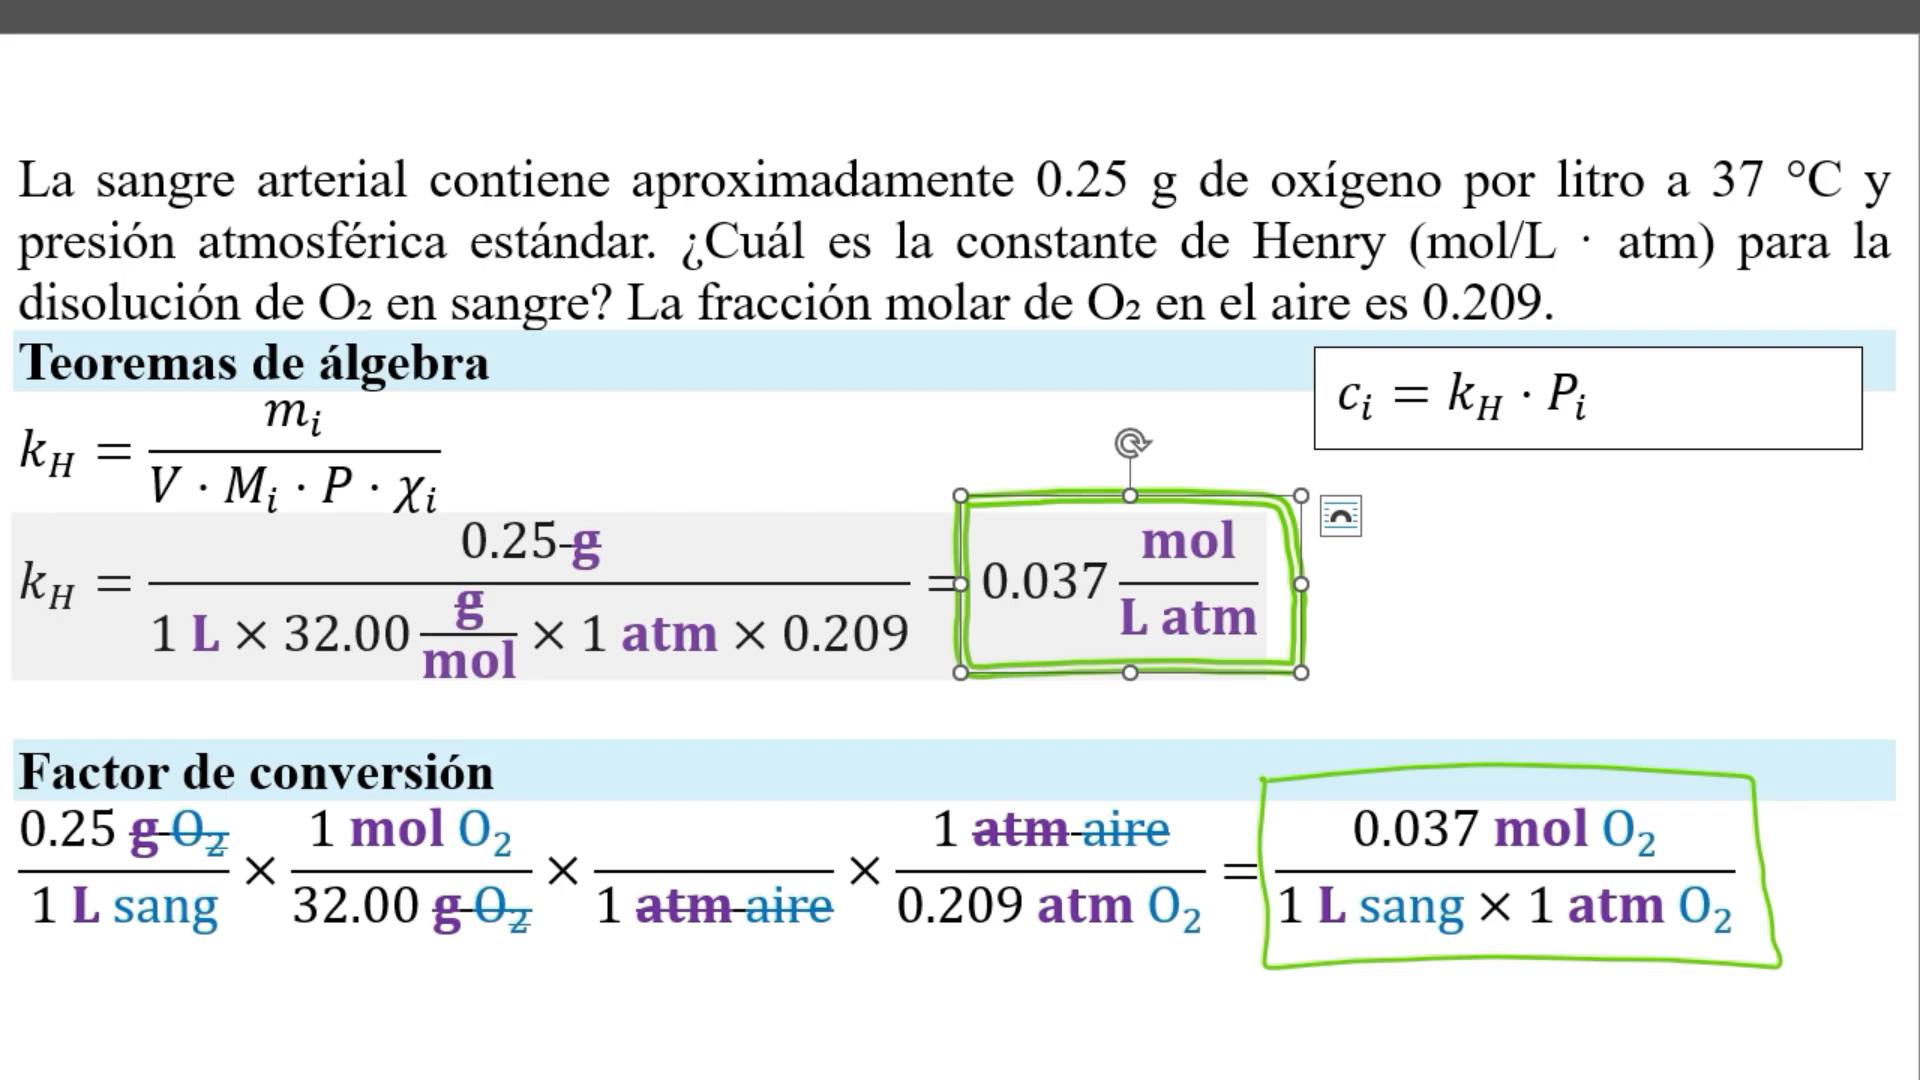 La sangre arterial contiene aproximadamente 0.25 g de oxígeno por litro a 37 °C y
presión atmosférica estándar. ¿Cuál es la constante de Henry (mol/L · atm) para la
disolución de O₂ en sangre? La fracción molar de O₂ en el aire es 0.209.
Teoremas de álgebra
c_i = k_H · P_i
k_H = m_i / (V · M_i · P · χ_i)
k_H = 0.25 g / (1 L × 32.00 g/mol × 1 atm × 0.209) = 0.037 mol / L atm
Factor de conversión
0.25 g O₂ / 1 L sang × 1 mol O₂ / 32.00 g O₂ × / 1 atm aire × 1 atm aire / 0.209 atm O₂ = 0.037 mol O₂ / 1 L sang × 1 atm O₂